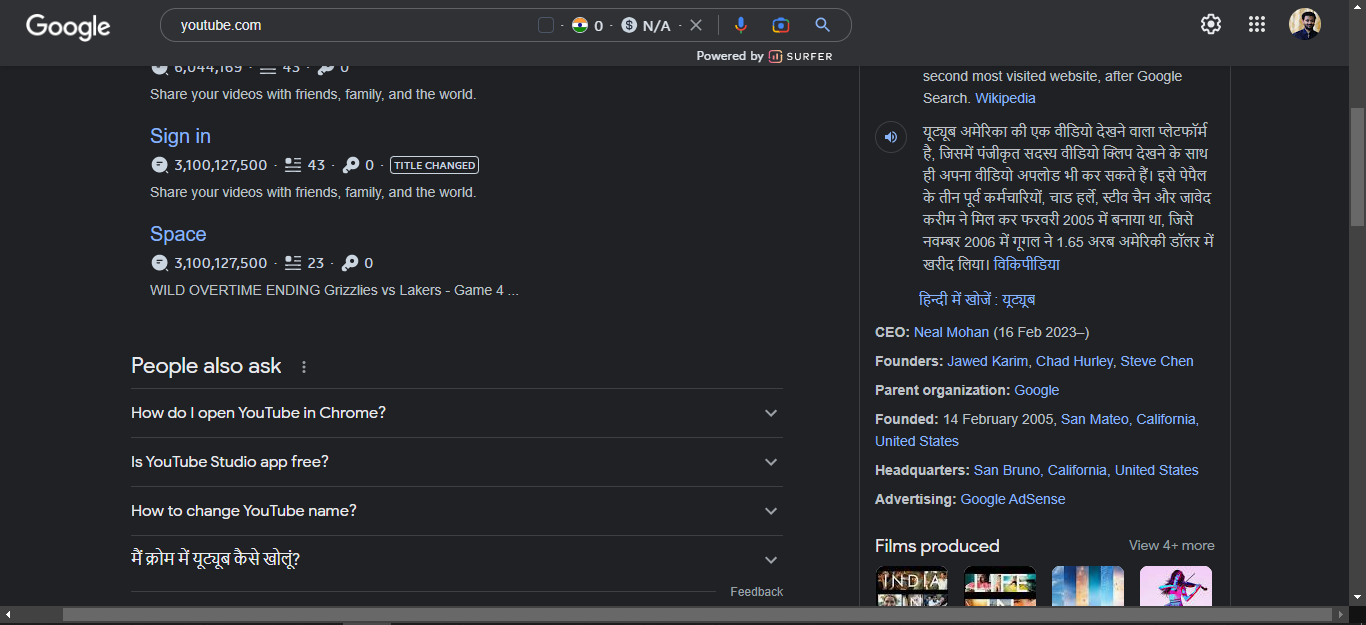 Google
youtube.com
0 · N/A
Powered by SURFER
6,044,169 · 43 · 0
Share your videos with friends, family, and the world.
Sign in
3,100,127,500 · 43 · 0 · TITLE CHANGED
Share your videos with friends, family, and the world.
Space
3,100,127,500 · 23 · 0
WILD OVERTIME ENDING Grizzlies vs Lakers - Game 4 ...
People also ask
How do I open YouTube in Chrome?
Is YouTube Studio app free?
How to change YouTube name?
मैं क्रोम में यूट्यूब कैसे खोलूं?
Feedback
second most visited website, after Google
Search. Wikipedia
यूट्यूब अमेरिका की एक वीडियो देखने वाला प्लेटफॉर्म
है, जिसमें पंजीकृत सदस्य वीडियो क्लिप देखने के साथ
ही अपना वीडियो अपलोड भी कर सकते हैं। इसे पेपैल
के तीन पूर्व कर्मचारियों, चाड हर्ले, स्टीव चैन और जावेद
करीम ने मिल कर फरवरी 2005 में बनाया था, जिसे
नवम्बर 2006 में गूगल ने 1.65 अरब अमेरिकी डॉलर में
खरीद लिया। विकिपीडिया
हिन्दी में खोजें : यूट्यूब
CEO: Neal Mohan (16 Feb 2023–)
Founders: Jawed Karim, Chad Hurley, Steve Chen
Parent organization: Google
Founded: 14 February 2005, San Mateo, California,
United States
Headquarters: San Bruno, California, United States
Advertising: Google AdSense
Films produced
View 4+ more
INDIA
IN
LIFE